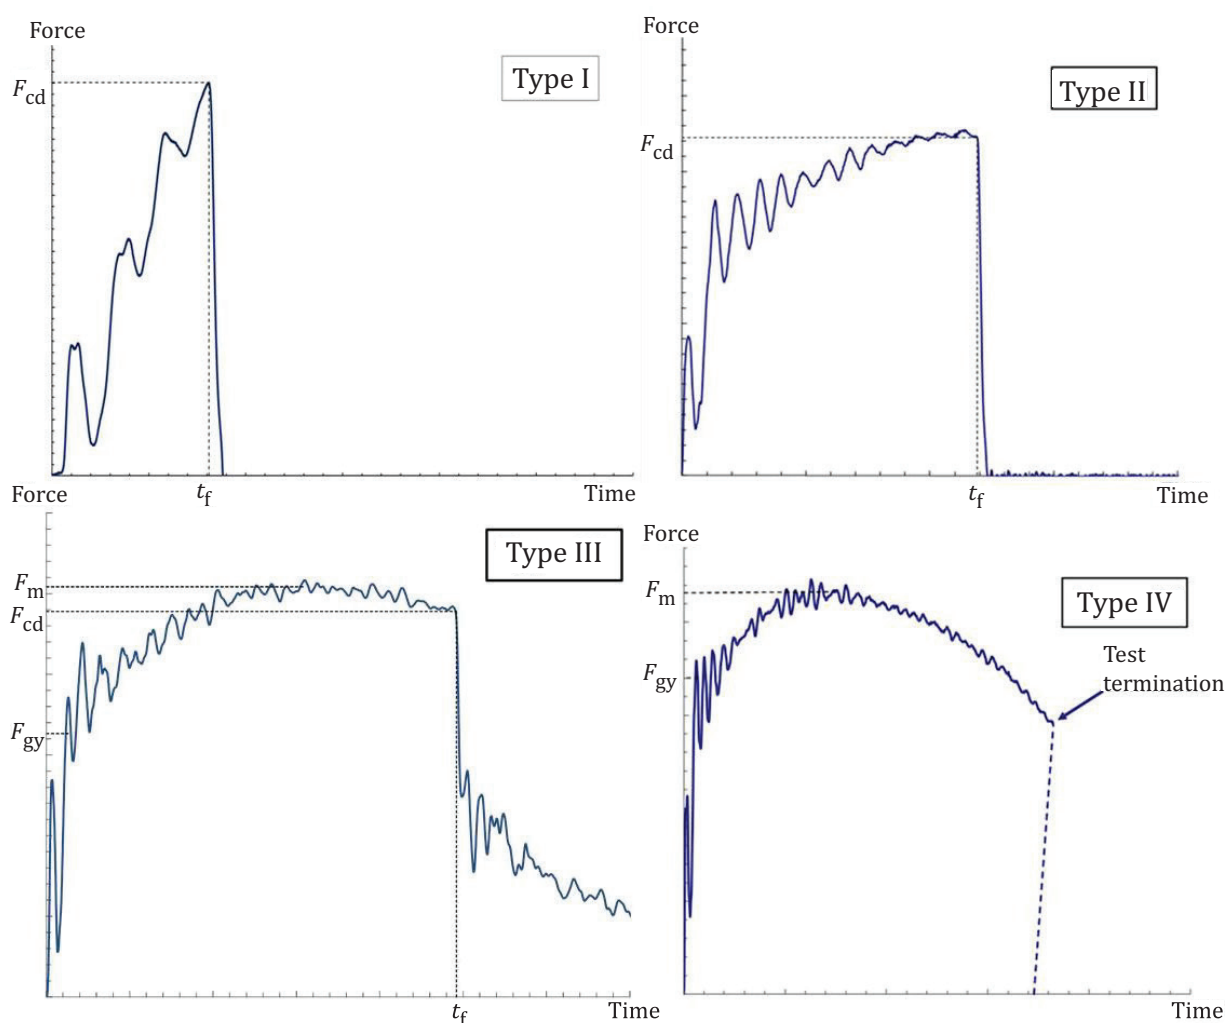 Force
Type I
Fcd
tf
Time
Force
Type II
Fcd
tf
Time
Force
Type III
Fm
Fcd
Fgy
tf
Time
Force
Type IV
Fm
Fgy
Test
termination
Time